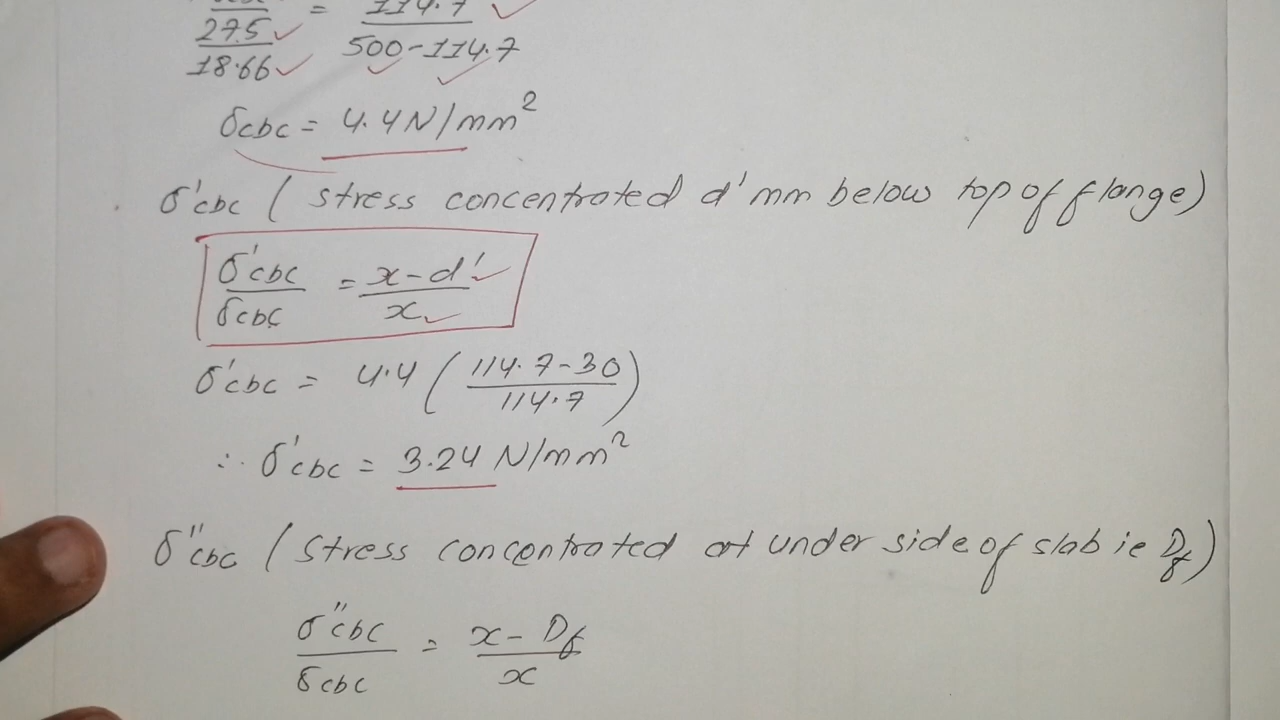 = 114.7
275
18.66 500-114.7
σcbc = 4.4 N/mm²
σ'cbc ( stress concentrated d' mm below top of flange)
σ'cbc / σcbc = x-d' / x
σ'cbc = 4.4 ( 114.7-30 / 114.7 )
∴ σ'cbc = 3.24 N/mm²
σ"cbc ( stress concentrated at under side of slab ie Df)
σ"cbc / σcbc = x- Df / x